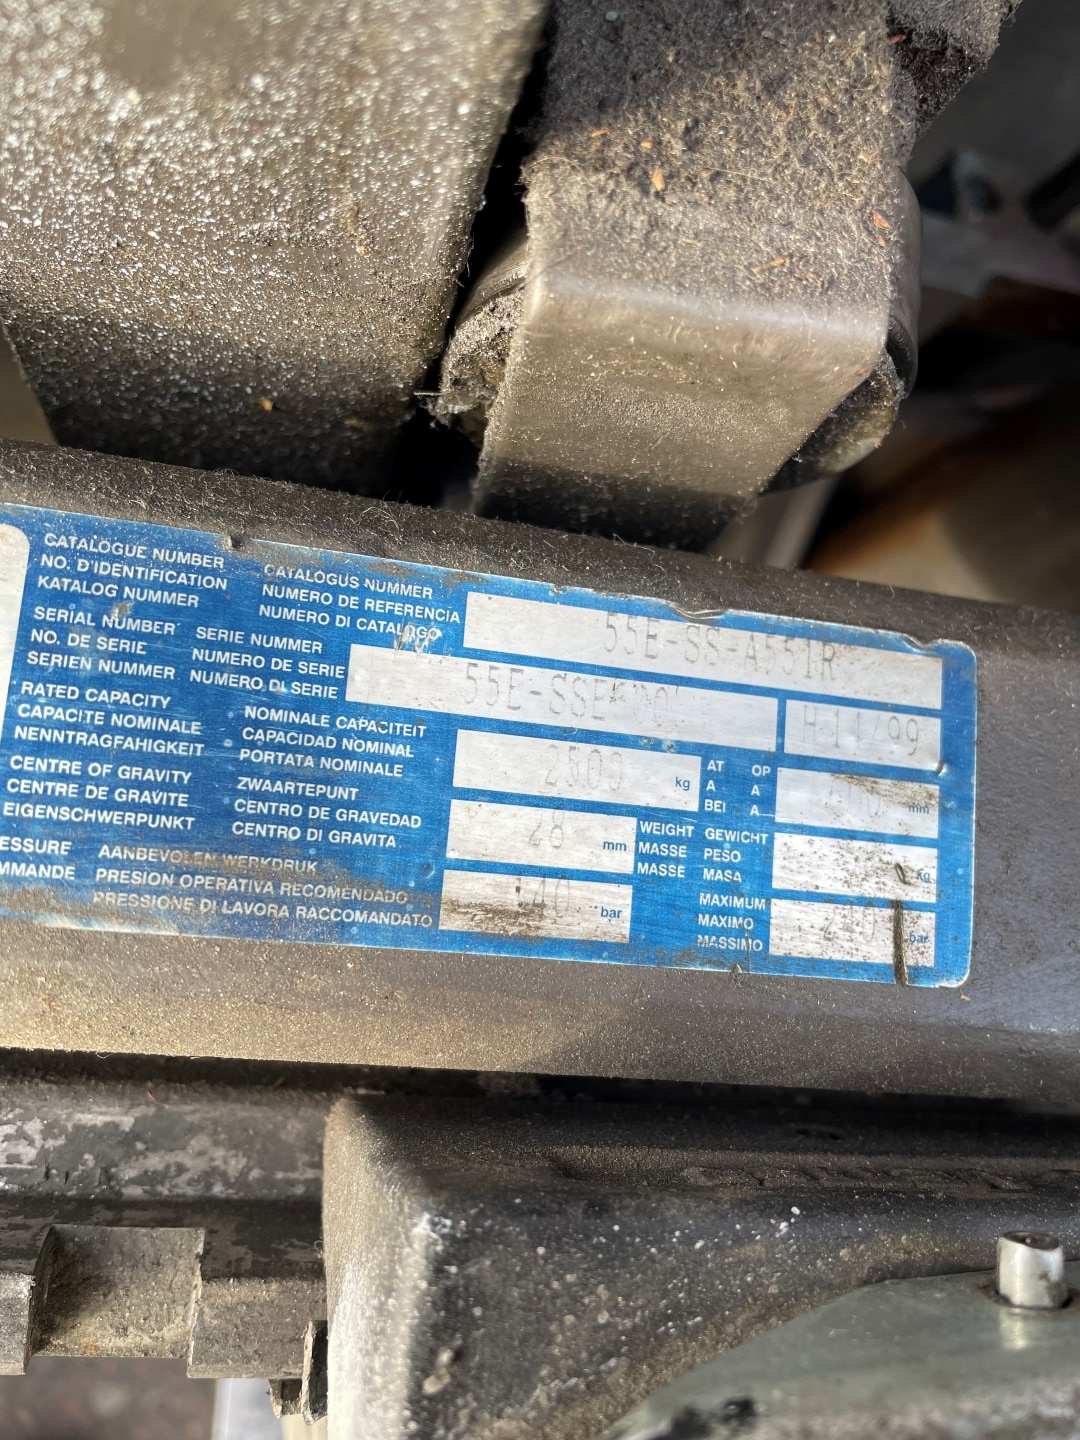 CATALOGUE NUMBER
NO. D'IDENTIFICATION
KATALOG NUMMER
CATALOGUS NUMMER
NUMERO DE REFERENCIA
NUMERO DI CATALOGO
55E-SS-A551R
SERIAL NUMBER
NO. DE SERIE
SERIEN NUMMER
SERIE NUMMER
NUMERO DE SERIE
NUMERO DI SERIE
H 11/99
RATED CAPACITY
CAPACITE NOMINALE
NENNTRAGFAHIGKEIT
NOMINALE CAPACITEIT
CAPACIDAD NOMINAL
PORTATA NOMINALE
2500 kg
AT OP
A A
BEI A
mm
CENTRE OF GRAVITY
CENTRE DE GRAVITE
EIGENSCHWERPUNKT
ZWAARTEPUNT
CENTRO DE GRAVEDAD
CENTRO DI GRAVITA
28 mm
WEIGHT GEWICHT
MASSE PESO
MASSE MASA
kg
AANBEVOLEN WERKDRUK
PRESION OPERATIVA RECOMENDADO
PRESSIONE DI LAVORA RACCOMANDATO
140 bar
MAXIMUM
MAXIMO
MASSIMO
bar